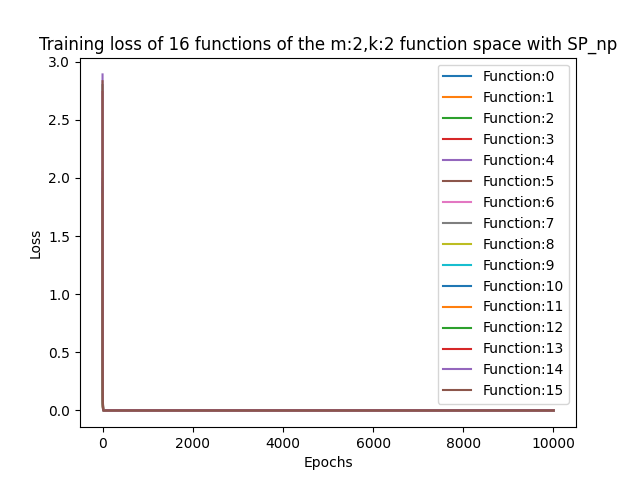 Training loss of 16 functions of the m:2,k:2 function space with SP_np
3.0
2.5
2.0
1.5
1.0
0.5
0.0
Loss
0
2000
4000
6000
8000
10000
Epochs
Function:0
Function:1
Function:2
Function:3
Function:4
Function:5
Function:6
Function:7
Function:8
Function:9
Function:10
Function:11
Function:12
Function:13
Function:14
Function:15